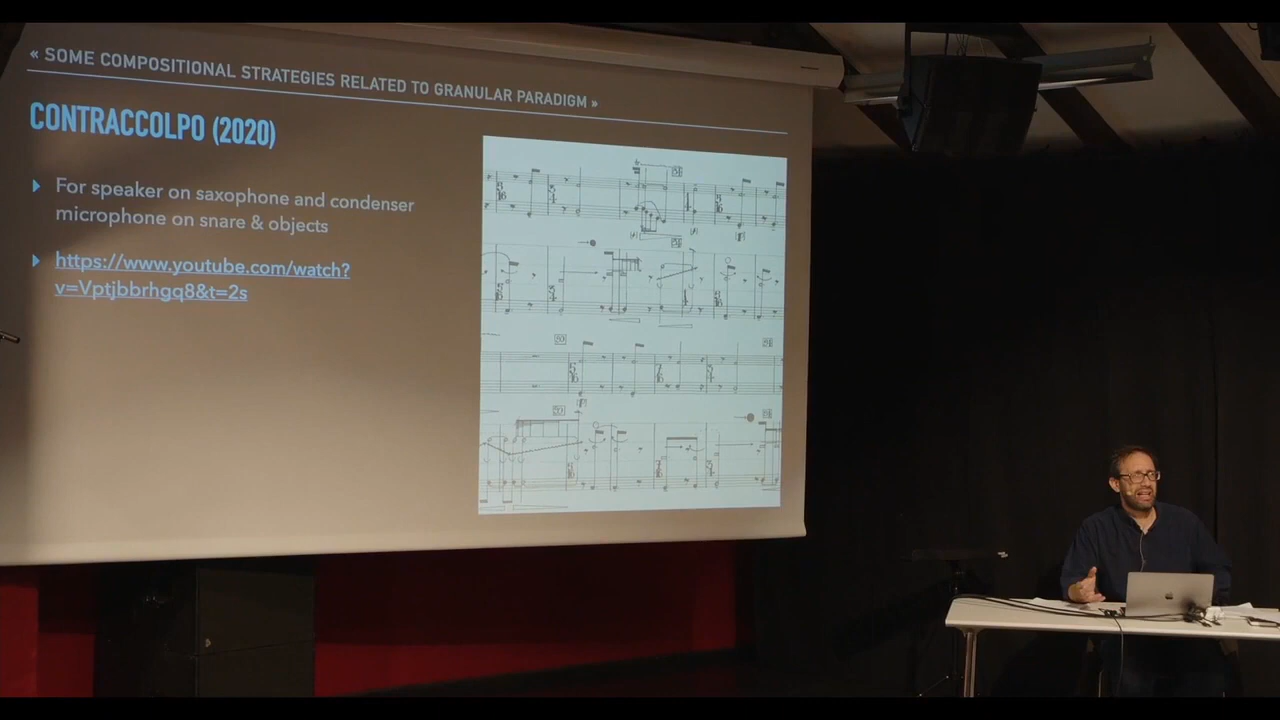 « SOME COMPOSITIONAL STRATEGIES RELATED TO GRANULAR PARADIGM »
CONTRACCOLPO (2020)
For speaker on saxophone and condenser
microphone on snare & objects
https://www.youtube.com/watch?
v=Vptjbbrhgq8&t=2s